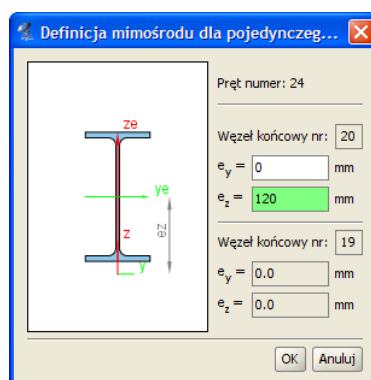 Definicja mimośrodu dla pojedynczeg...
Pręt numer: 24
ze
ye
ez
z
y
Węzeł końcowy nr: 20
e_y = 0 mm
e_z = 120 mm
Węzeł końcowy nr: 19
e_y = 0.0 mm
e_z = 0.0 mm
OK Anuluj